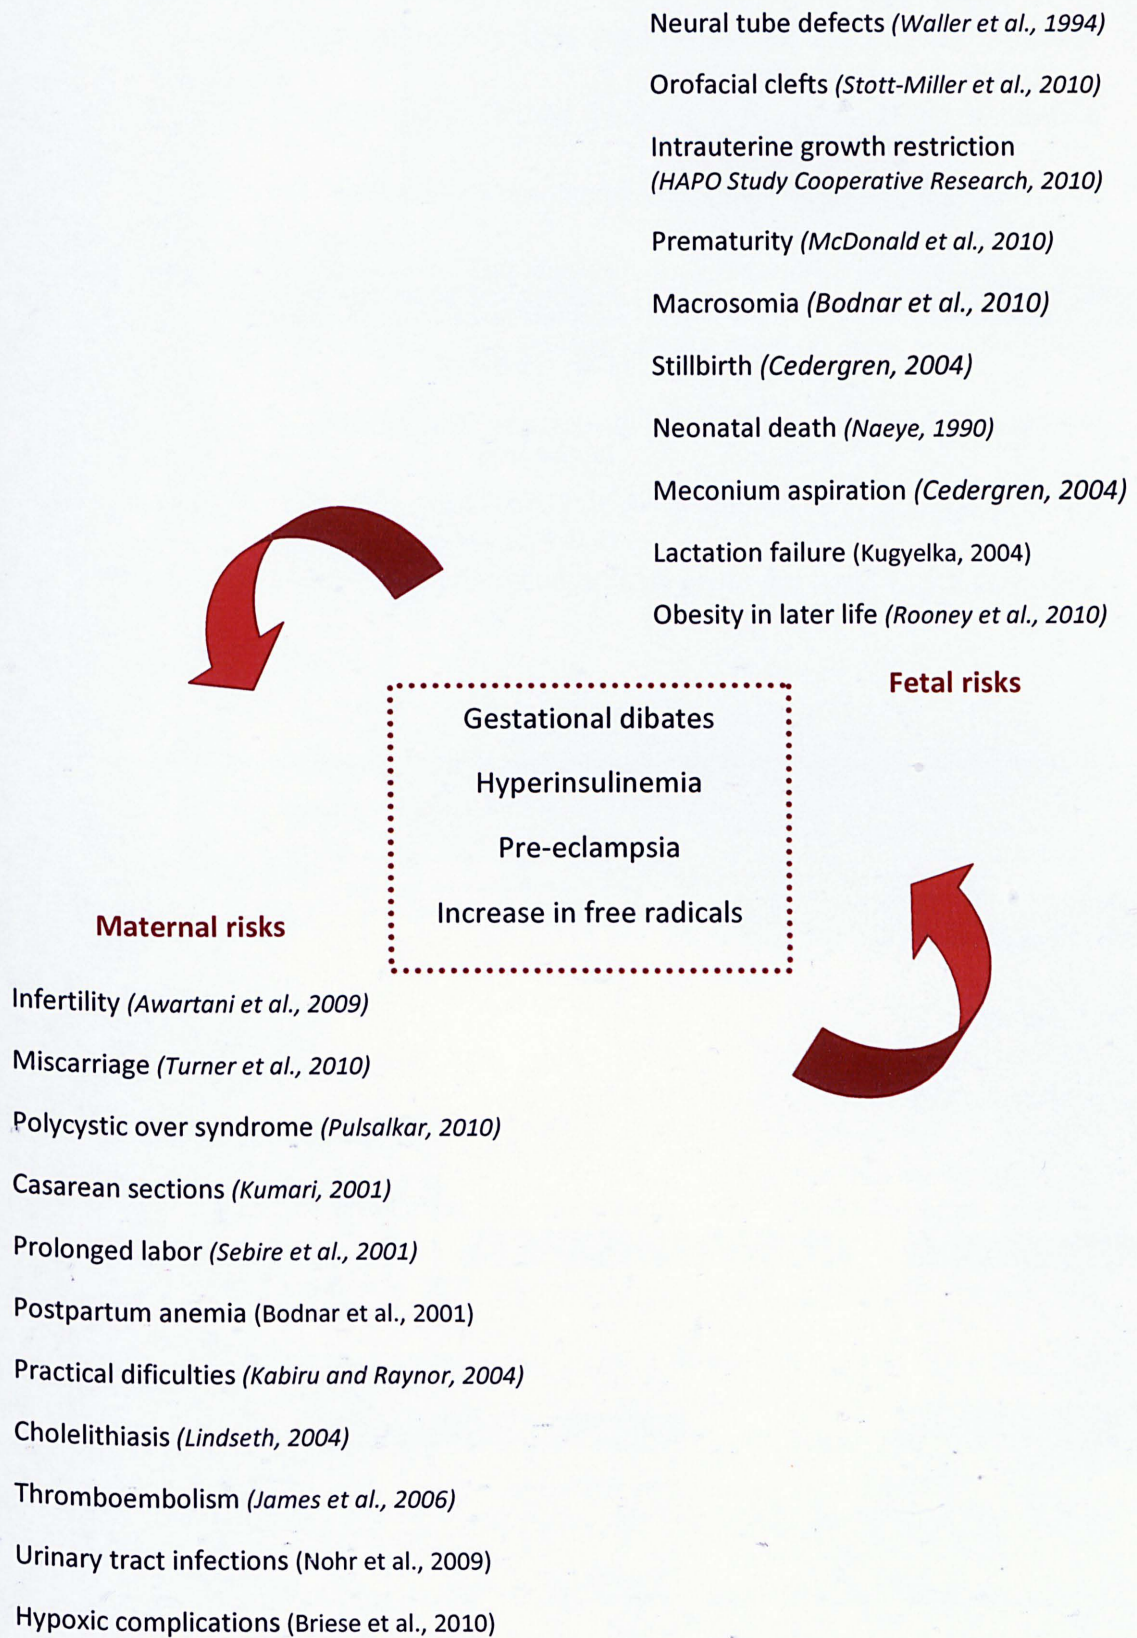 Neural tube defects (Waller et al., 1994)
Orofacial clefts (Stott-Miller et al., 2010)
Intrauterine growth restriction
(HAPO Study Cooperative Research, 2010)
Prematurity (McDonald et al., 2010)
Macrosomia (Bodnar et al., 2010)
Stillbirth (Cedergren, 2004)
Neonatal death (Naeye, 1990)
Meconium aspiration (Cedergren, 2004)
Lactation failure (Kugyelka, 2004)
Obesity in later life (Rooney et al., 2010)
Fetal risks
Gestational dibates
Hyperinsulinemia
Pre-eclampsia
Increase in free radicals
Maternal risks
Infertility (Awartani et al., 2009)
Miscarriage (Turner et al., 2010)
Polycystic over syndrome (Pulsalkar, 2010)
Casarean sections (Kumari, 2001)
Prolonged labor (Sebire et al., 2001)
Postpartum anemia (Bodnar et al., 2001)
Practical dificulties (Kabiru and Raynor, 2004)
Cholelithiasis (Lindseth, 2004)
Thromboembolism (James et al., 2006)
Urinary tract infections (Nohr et al., 2009)
Hypoxic complications (Briese et al., 2010)